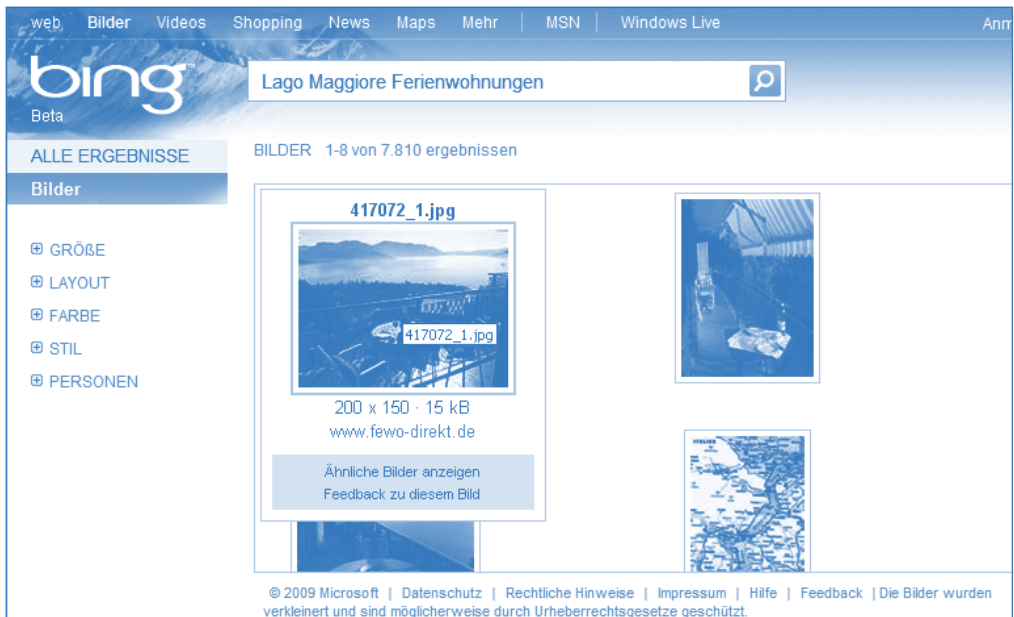 web Bilder Videos Shopping News Maps Mehr | MSN | Windows Live
bing
Beta
Lago Maggiore Ferienwohnungen
ALLE ERGEBNISSE
BILDER 1-8 von 7.810 ergebnissen
Bilder
GRÖßE
LAYOUT
FARBE
STIL
PERSONEN
417072_1.jpg
417072_1.jpg
200 x 150 · 15 kB
www.fewo-direkt.de
Ähnliche Bilder anzeigen
Feedback zu diesem Bild
© 2009 Microsoft | Datenschutz | Rechtliche Hinweise | Impressum | Hilfe | Feedback | Die Bilder wurden
verkleinert und sind möglicherweise durch Urheberrechtsgesetze geschützt.